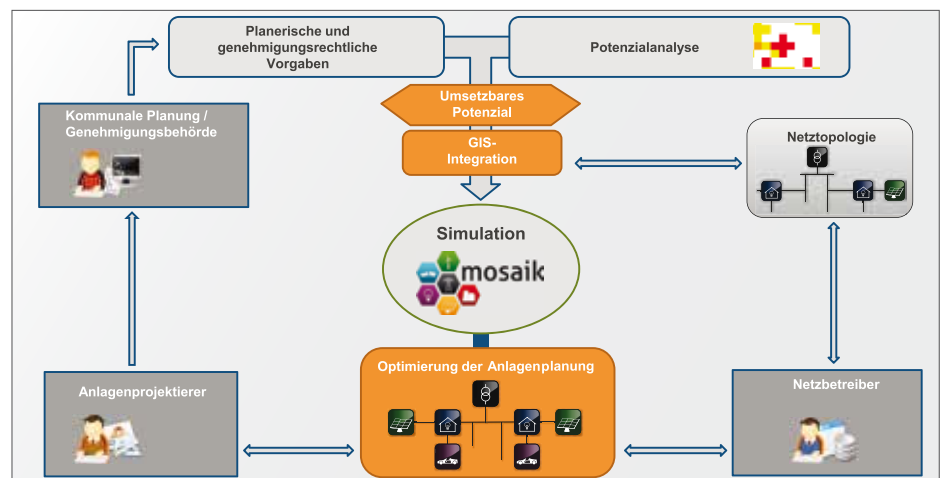 Planerische und
genehmigungsrechtliche
Vorgaben
Potenzialanalyse
Umsetzbares
Potenzial
Kommunale Planung /
Genehmigungsbehörde
GIS-
Integration
Netztopologie
Simulation
mosaik
Optimierung der Anlagenplanung
Anlagenprojektierer
Netzbetreiber